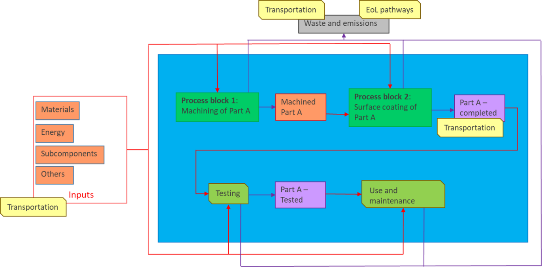 Transportation
EoL pathways
Waste and emissions
Process block 1:
Machining of Part A
Machined
Part A
Process block 2:
Surface coating of
Part A
Part A –
completed
Transportation
Materials
Energy
Subcomponents
Others
Inputs
Transportation
Testing
Part A –
Tested
Use and
maintenance